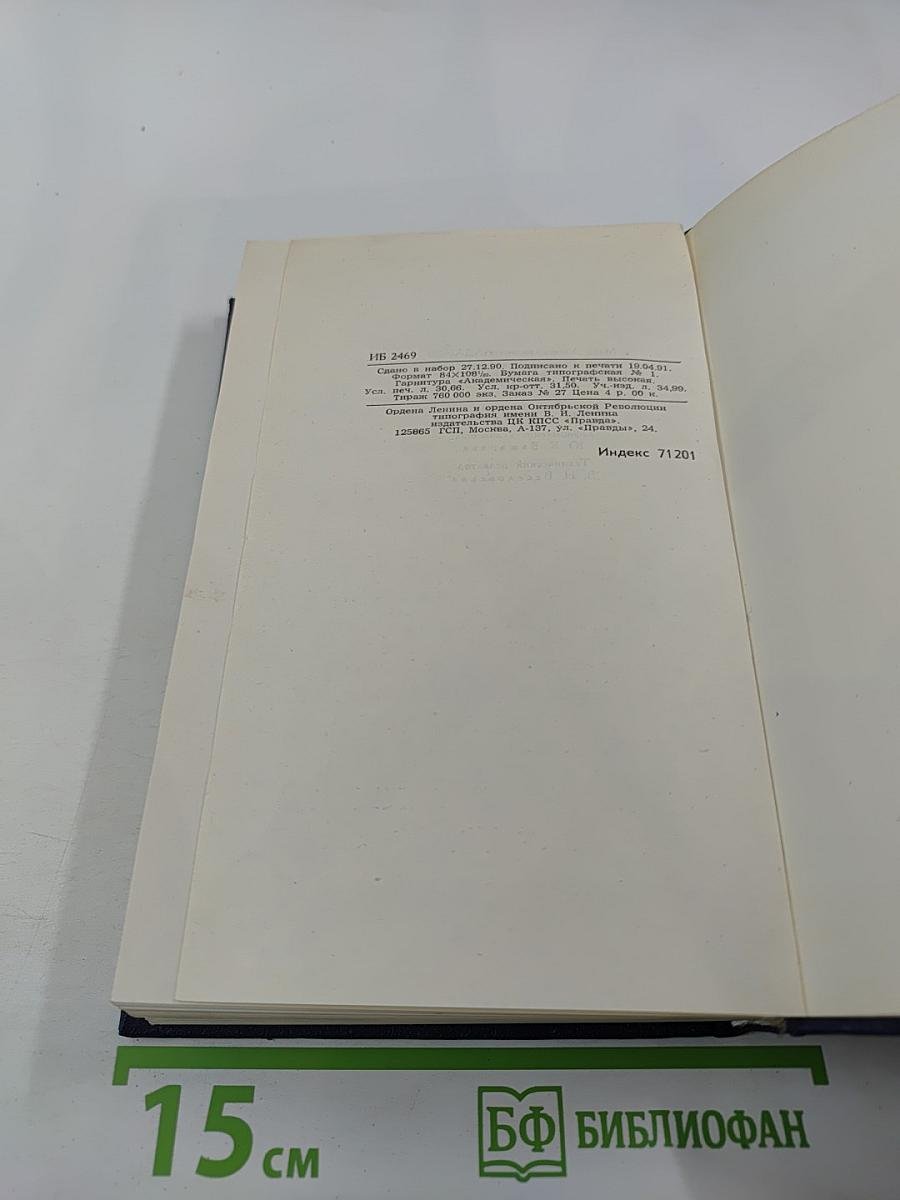 ИБ 2469
Сдано в набор 27.12.90. Подписано к печати 19.04.91.
Формат 84×108¹/₃₂. Бумага типографская № 1.
Гарнитура «Академическая». Печать высокая.
Усл. печ. л. 30,66. Усл. кр-отт. 31,50. Уч.-изд. л. 34,99.
Тираж 760 000 экз. Заказ № 27 Цена 4 р. 00 к.
Ордена Ленина и ордена Октябрьской Революции
типография имени В. И. Ленина
издательства ЦК КПСС «Правда».
125865 ГСП, Москва, А-137, ул. «Правды», 24.
Индекс 71201
15 см
БФ БИБЛИОФАН